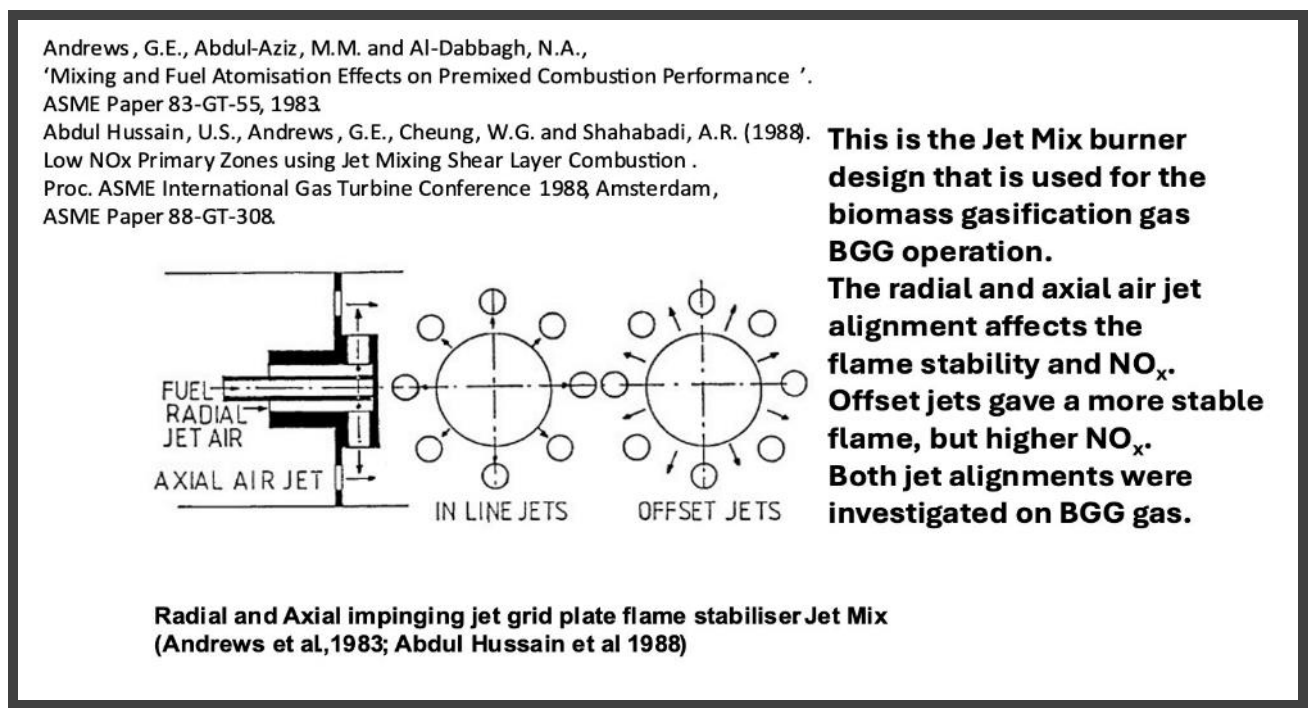 Andrews, G.E., Abdul-Aziz, M.M. and Al-Dabbagh, N.A.,
‘Mixing and Fuel Atomisation Effects on Premixed Combustion Performance ’.
ASME Paper 83-GT-55, 1983.
Abdul Hussain, U.S., Andrews, G.E., Cheung, W.G. and Shahabadi, A.R. (1988).
Low NOx Primary Zones using Jet Mixing Shear Layer Combustion .
Proc. ASME International Gas Turbine Conference 1988, Amsterdam,
ASME Paper 88-GT-308.
This is the Jet Mix burner
design that is used for the
biomass gasification gas
BGG operation.
The radial and axial air jet
alignment affects the
flame stability and NOx.
Offset jets gave a more stable
flame, but higher NOx.
Both jet alignments were
investigated on BGG gas.
FUEL
RADIAL
JET AIR
AXIAL AIR JET
IN LINE JETS
OFFSET JETS
Radial and Axial impinging jet grid plate flame stabiliser Jet Mix
(Andrews et al.,1983; Abdul Hussain et al 1988)